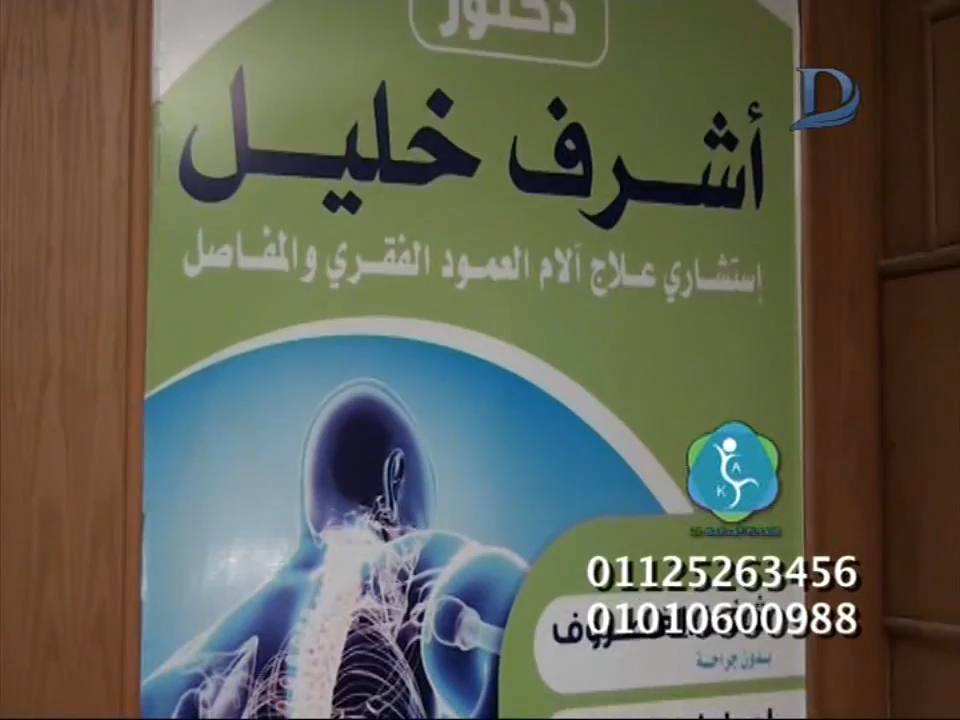 دكتور
أشرف خليل
إستشاري علاج آلام العمود الفقري والمفاصل
A
K
01125263456
01010600988
بدون جراحة